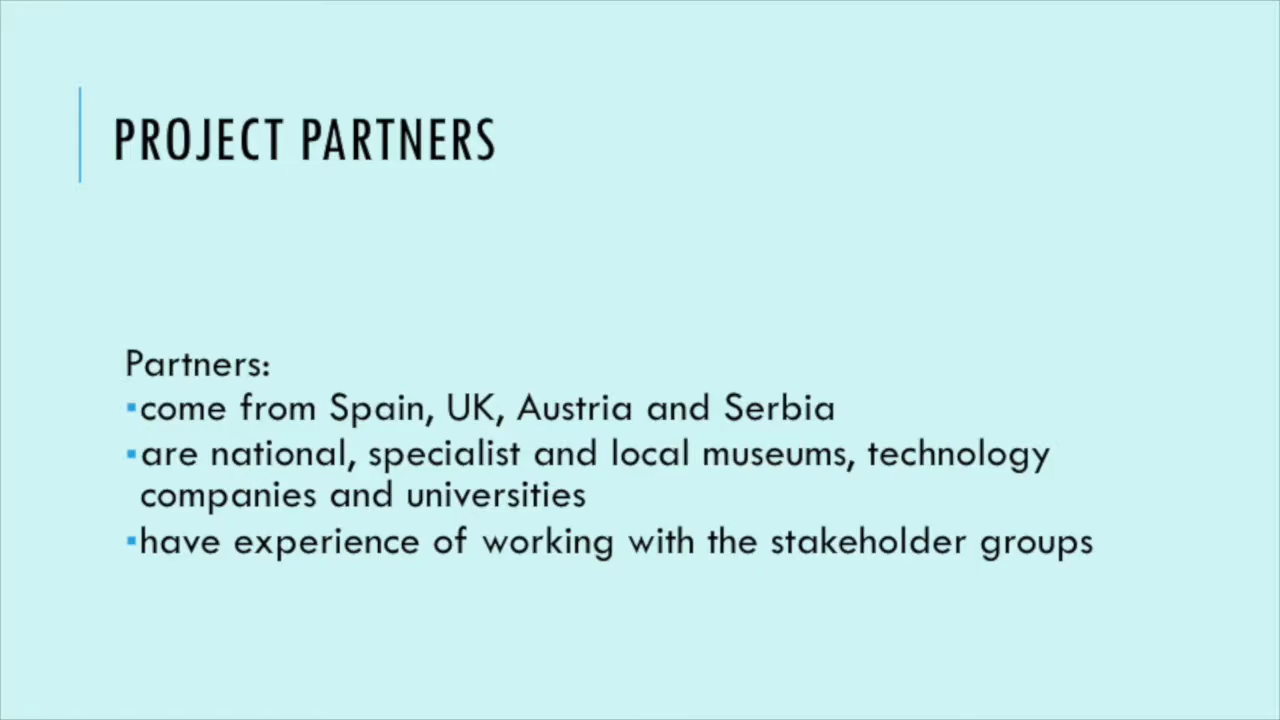 PROJECT PARTNERS
Partners:
▪come from Spain, UK, Austria and Serbia
▪are national, specialist and local museums, technology
companies and universities
▪have experience of working with the stakeholder groups